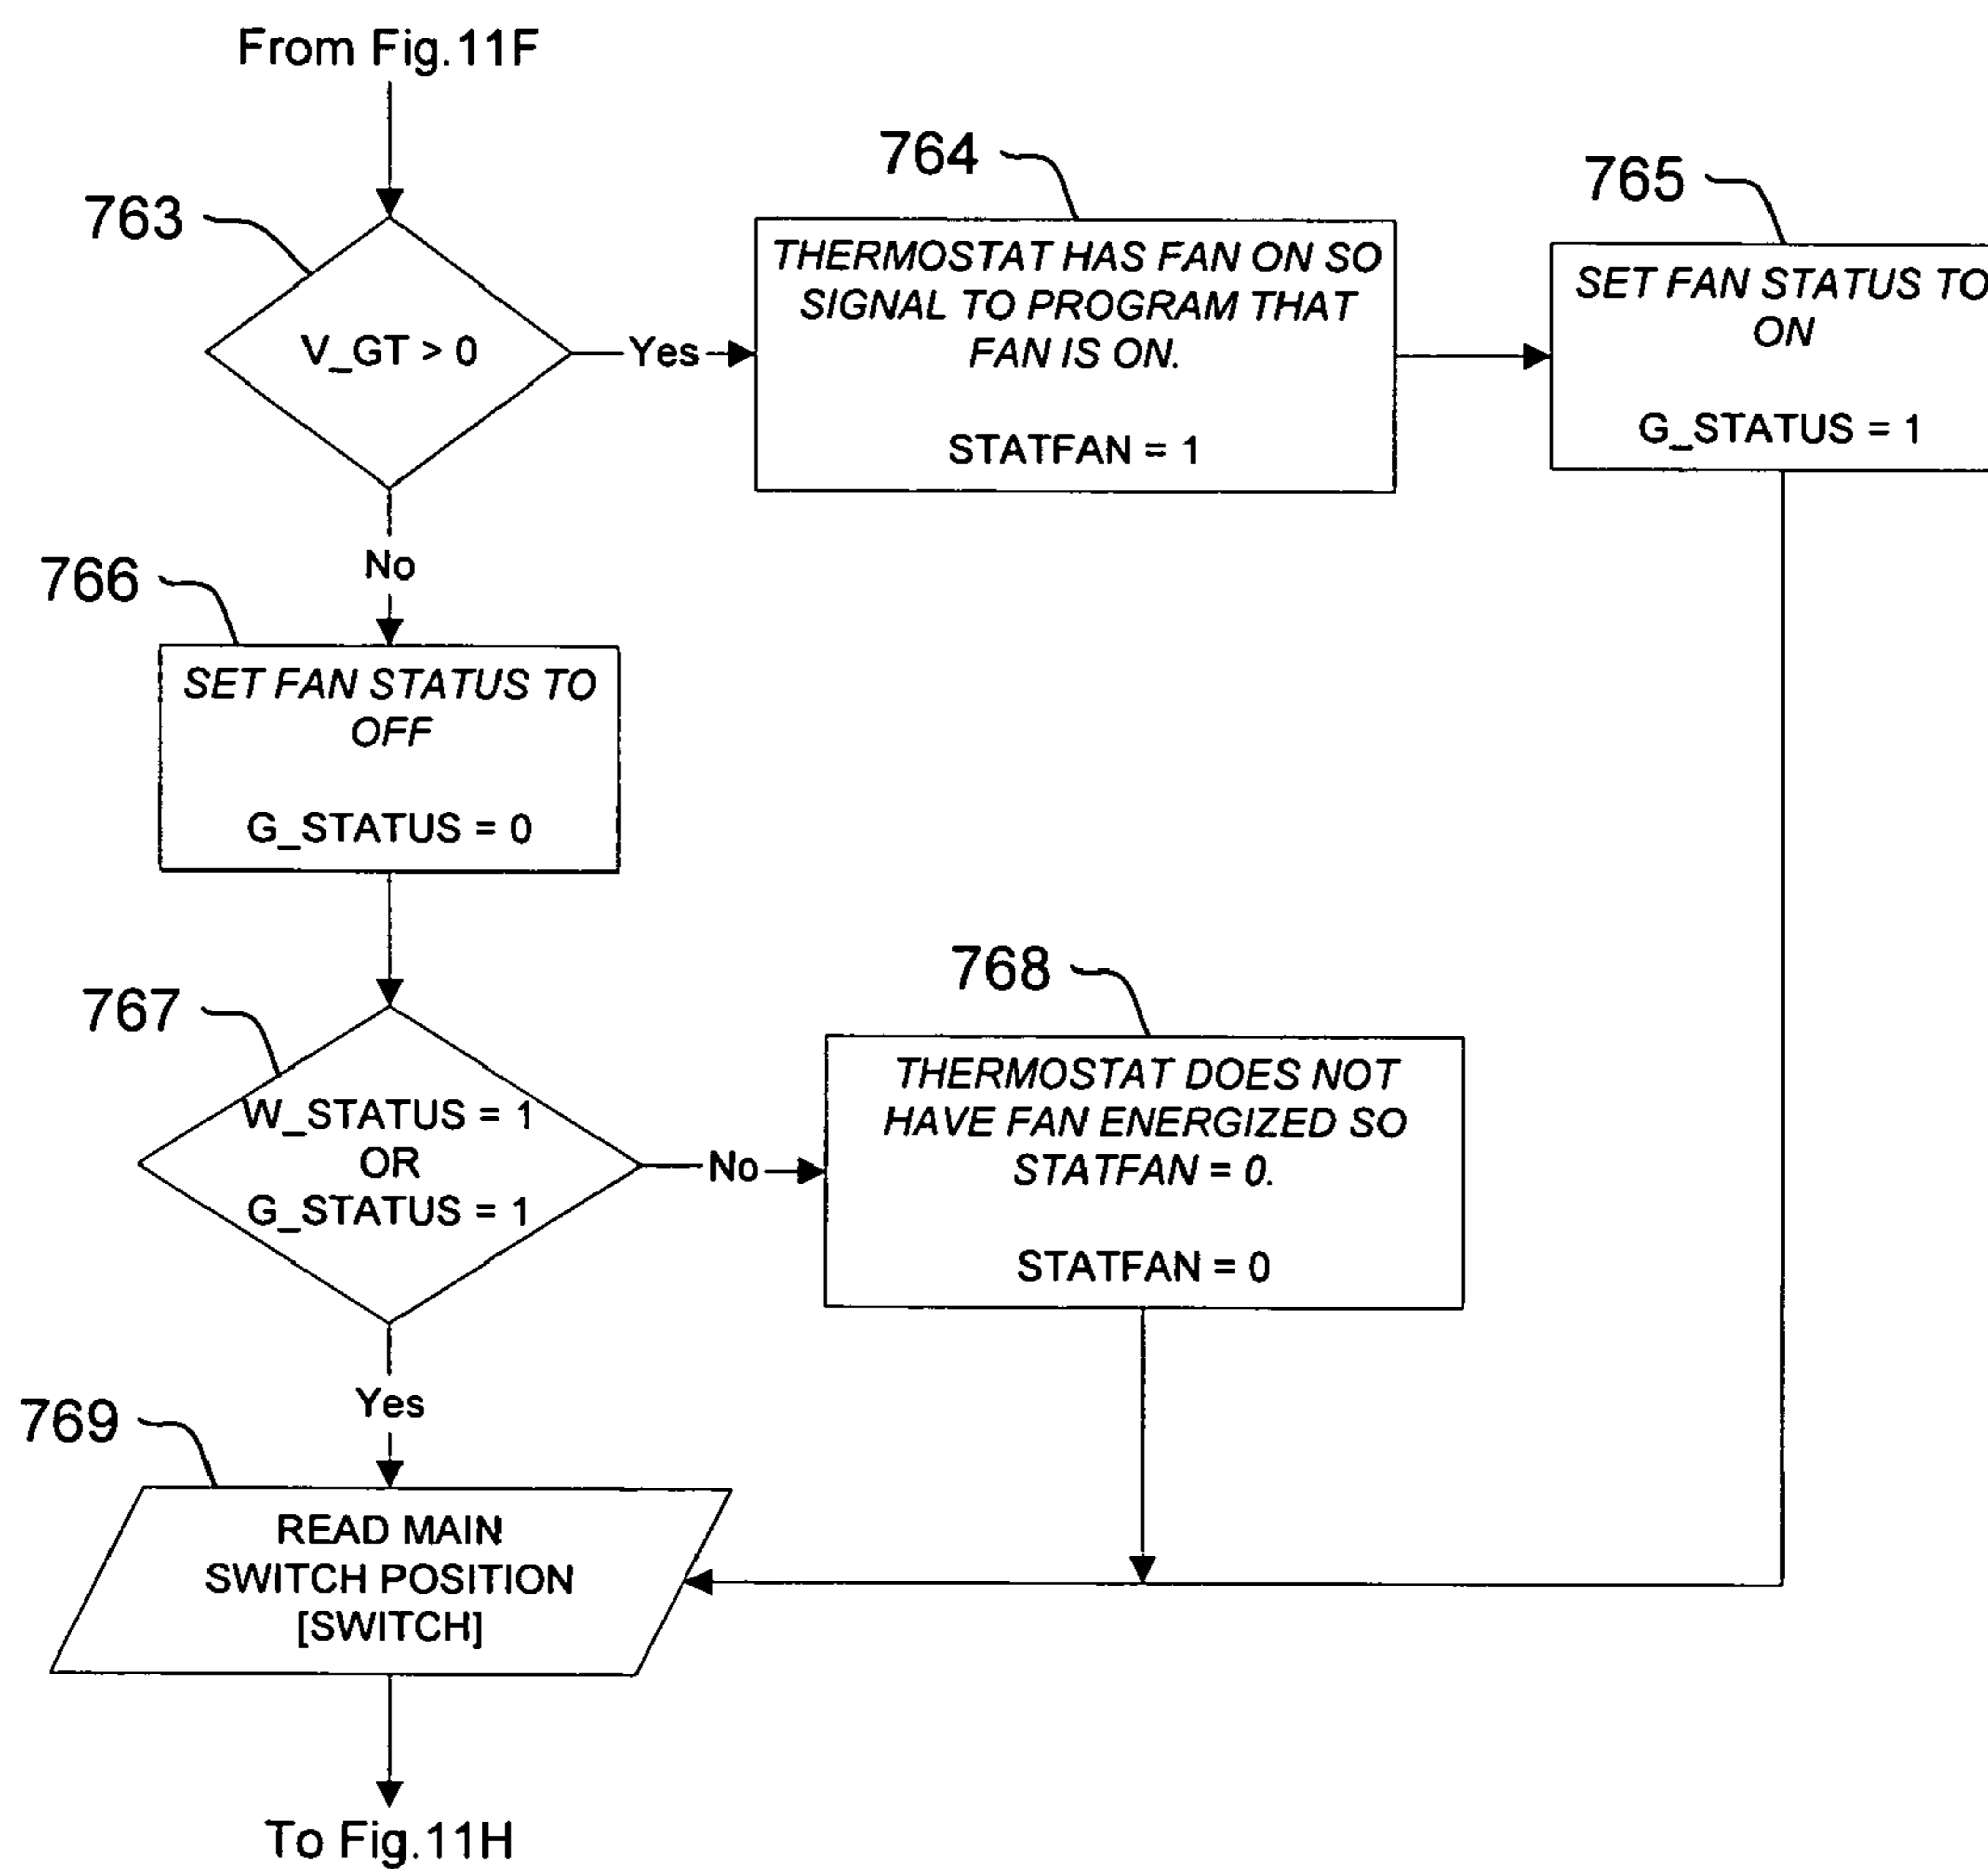 From Fig.11F
763
V_GT > 0
Yes
764
THERMOSTAT HAS FAN ON SO
SIGNAL TO PROGRAM THAT
FAN IS ON.
STATFAN = 1
765
SET FAN STATUS TO
ON
G_STATUS = 1
No
766
SET FAN STATUS TO
OFF
G_STATUS = 0
767
W_STATUS = 1
OR
G_STATUS = 1
No
768
THERMOSTAT DOES NOT
HAVE FAN ENERGIZED SO
STATFAN = 0.
STATFAN = 0
Yes
769
READ MAIN
SWITCH POSITION
[SWITCH]
To Fig.11H